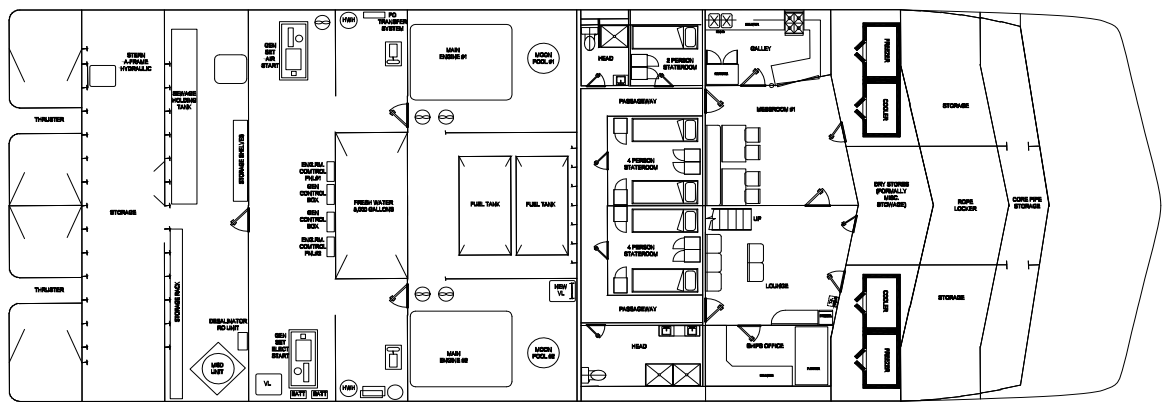 STERN
A-FRAME
HYDRAULIC
THRUSTER
STORAGE
THRUSTER
SEWAGE
HOLDING
TANK
STORAGE RACK
STORAGE SHELVES
DESALINATOR
RO UNIT
MSD
UNIT
GEN
SET
AIR
START
HWH
FO
TRANSFER
SYSTEM
ENG.RM.
CONTROL
PNL#1
GEN
CONTROL
BOX
GEN
CONTROL
BOX
ENG.RM.
CONTROL
PNL#2
GEN
SET
ELECT
START
VL
BATT
BATT
HWH
FRESH WATER
MAIN
ENGINE #1
MOON
POOL #1
FUEL TANK
FUEL TANK
NEW
VL
MAIN
ENGINE #2
MOON
POOL #2
HEAD
2 PERSON
STATEROOM
PASSAGEWAY
4 PERSON
STATEROOM
4 PERSON
STATEROOM
PASSAGEWAY
HEAD
GALLEY
MESSROOM #1
UP
LOUNGE
SHIPS OFFICE
FREEZER
COOLER
DRY STORES
(FORMALLY
MISC.
STOWAGE)
COOLER
FREEZER
STORAGE
ROPE
LOCKER
STORAGE
CORE PIPE
STORAGE